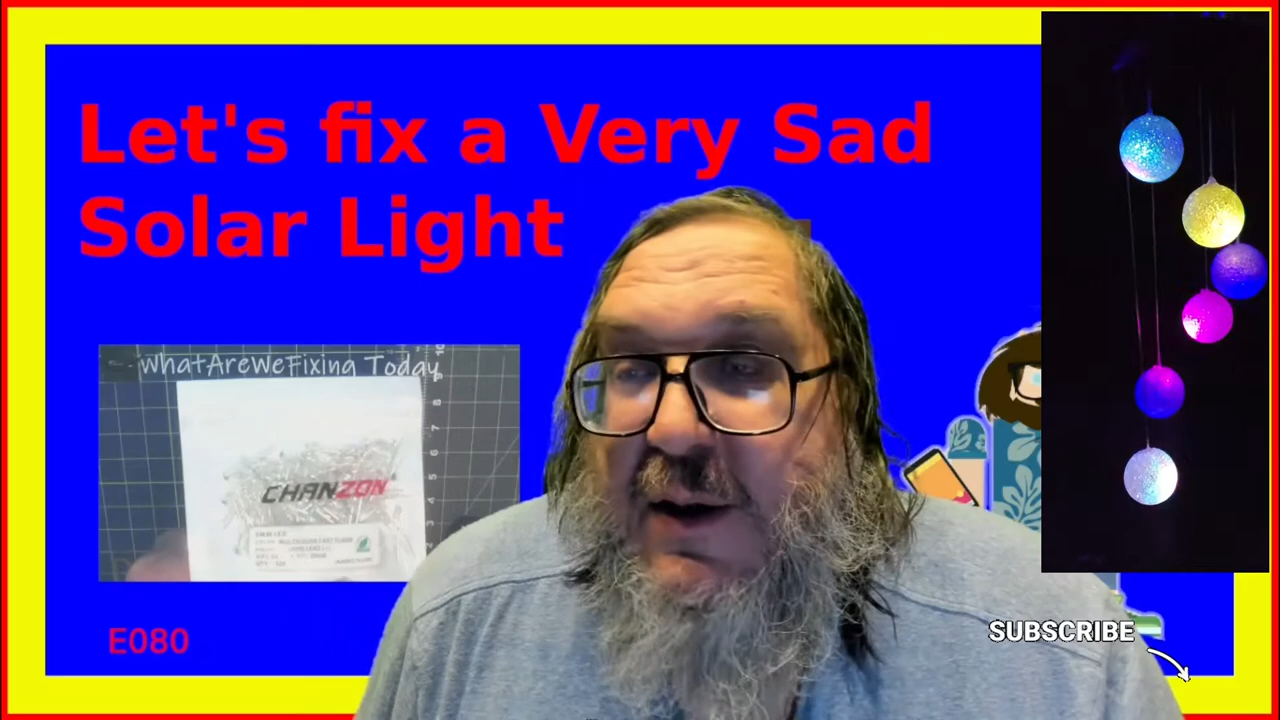 Let's fix a Very Sad
Solar Light
WhatAreWeFixing Today
CHANZON
E080
SUBSCRIBE